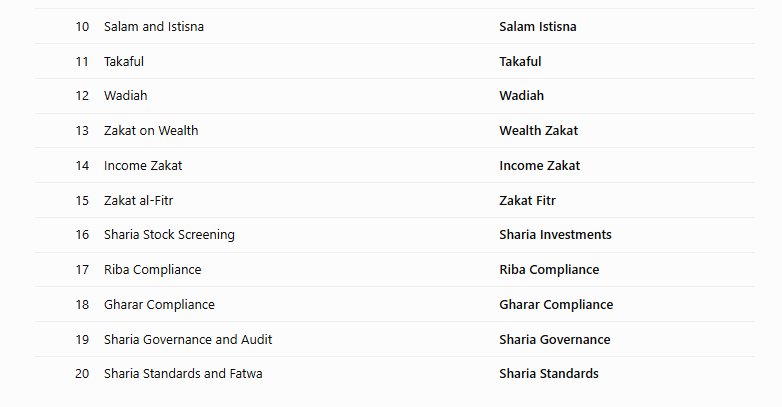 10 Salam and Istisna Salam Istisna
11 Takaful Takaful
12 Wadiah Wadiah
13 Zakat on Wealth Wealth Zakat
14 Income Zakat Income Zakat
15 Zakat al-Fitr Zakat Fitr
16 Sharia Stock Screening Sharia Investments
17 Riba Compliance Riba Compliance
18 Gharar Compliance Gharar Compliance
19 Sharia Governance and Audit Sharia Governance
20 Sharia Standards and Fatwa Sharia Standards